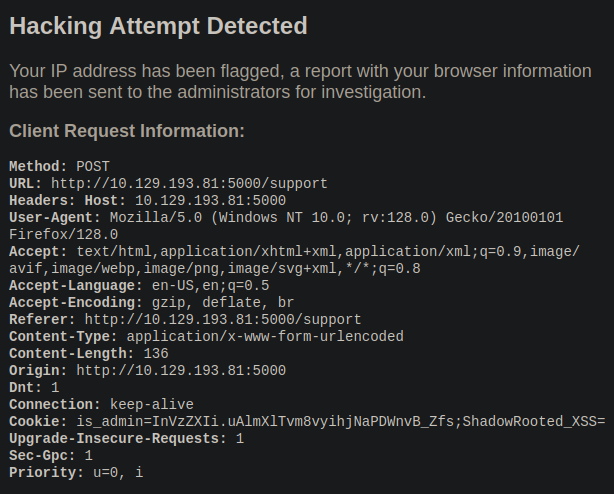 Hacking Attempt Detected
Your IP address has been flagged, a report with your browser information
has been sent to the administrators for investigation.
Client Request Information:
Method: POST
URL: http://10.129.193.81:5000/support
Headers: Host: 10.129.193.81:5000
User-Agent: Mozilla/5.0 (Windows NT 10.0; rv:128.0) Gecko/20100101
Firefox/128.0
Accept: text/html,application/xhtml+xml,application/xml;q=0.9,image/
avif,image/webp,image/png,image/svg+xml,*/*;q=0.8
Accept-Language: en-US,en;q=0.5
Accept-Encoding: gzip, deflate, br
Referer: http://10.129.193.81:5000/support
Content-Type: application/x-www-form-urlencoded
Content-Length: 136
Origin: http://10.129.193.81:5000
Dnt: 1
Connection: keep-alive
Cookie: is_admin=InVzZXIi.uAlmXlTvm8vyihjNaPDWnvB_Zfs;ShadowRooted_XSS=
Upgrade-Insecure-Requests: 1
Sec-Gpc: 1
Priority: u=0, i